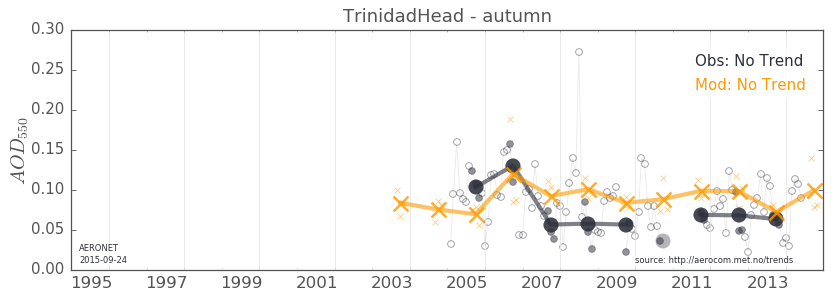 TrinidadHead - autumn
0.30
0.25
0.20
0.15
0.10
0.05
0.00
AOD550
Obs: No Trend
Mod: No Trend
AERONET
2015-09-24
source: http://aerocom.met.no/trends
1995 1997 1999 2001 2003 2005 2007 2009 2011 2013